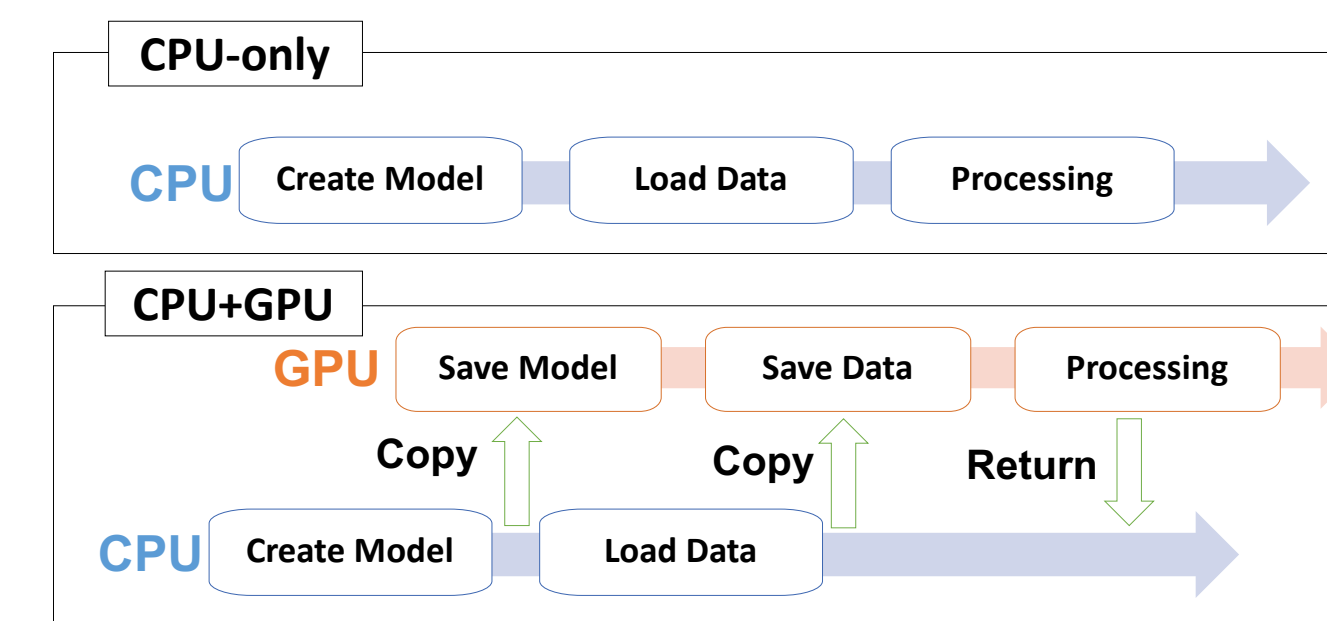 CPU-only
CPU
Create Model
Load Data
Processing
CPU+GPU
GPU
Save Model
Save Data
Processing
Copy
Copy
Return
CPU
Create Model
Load Data